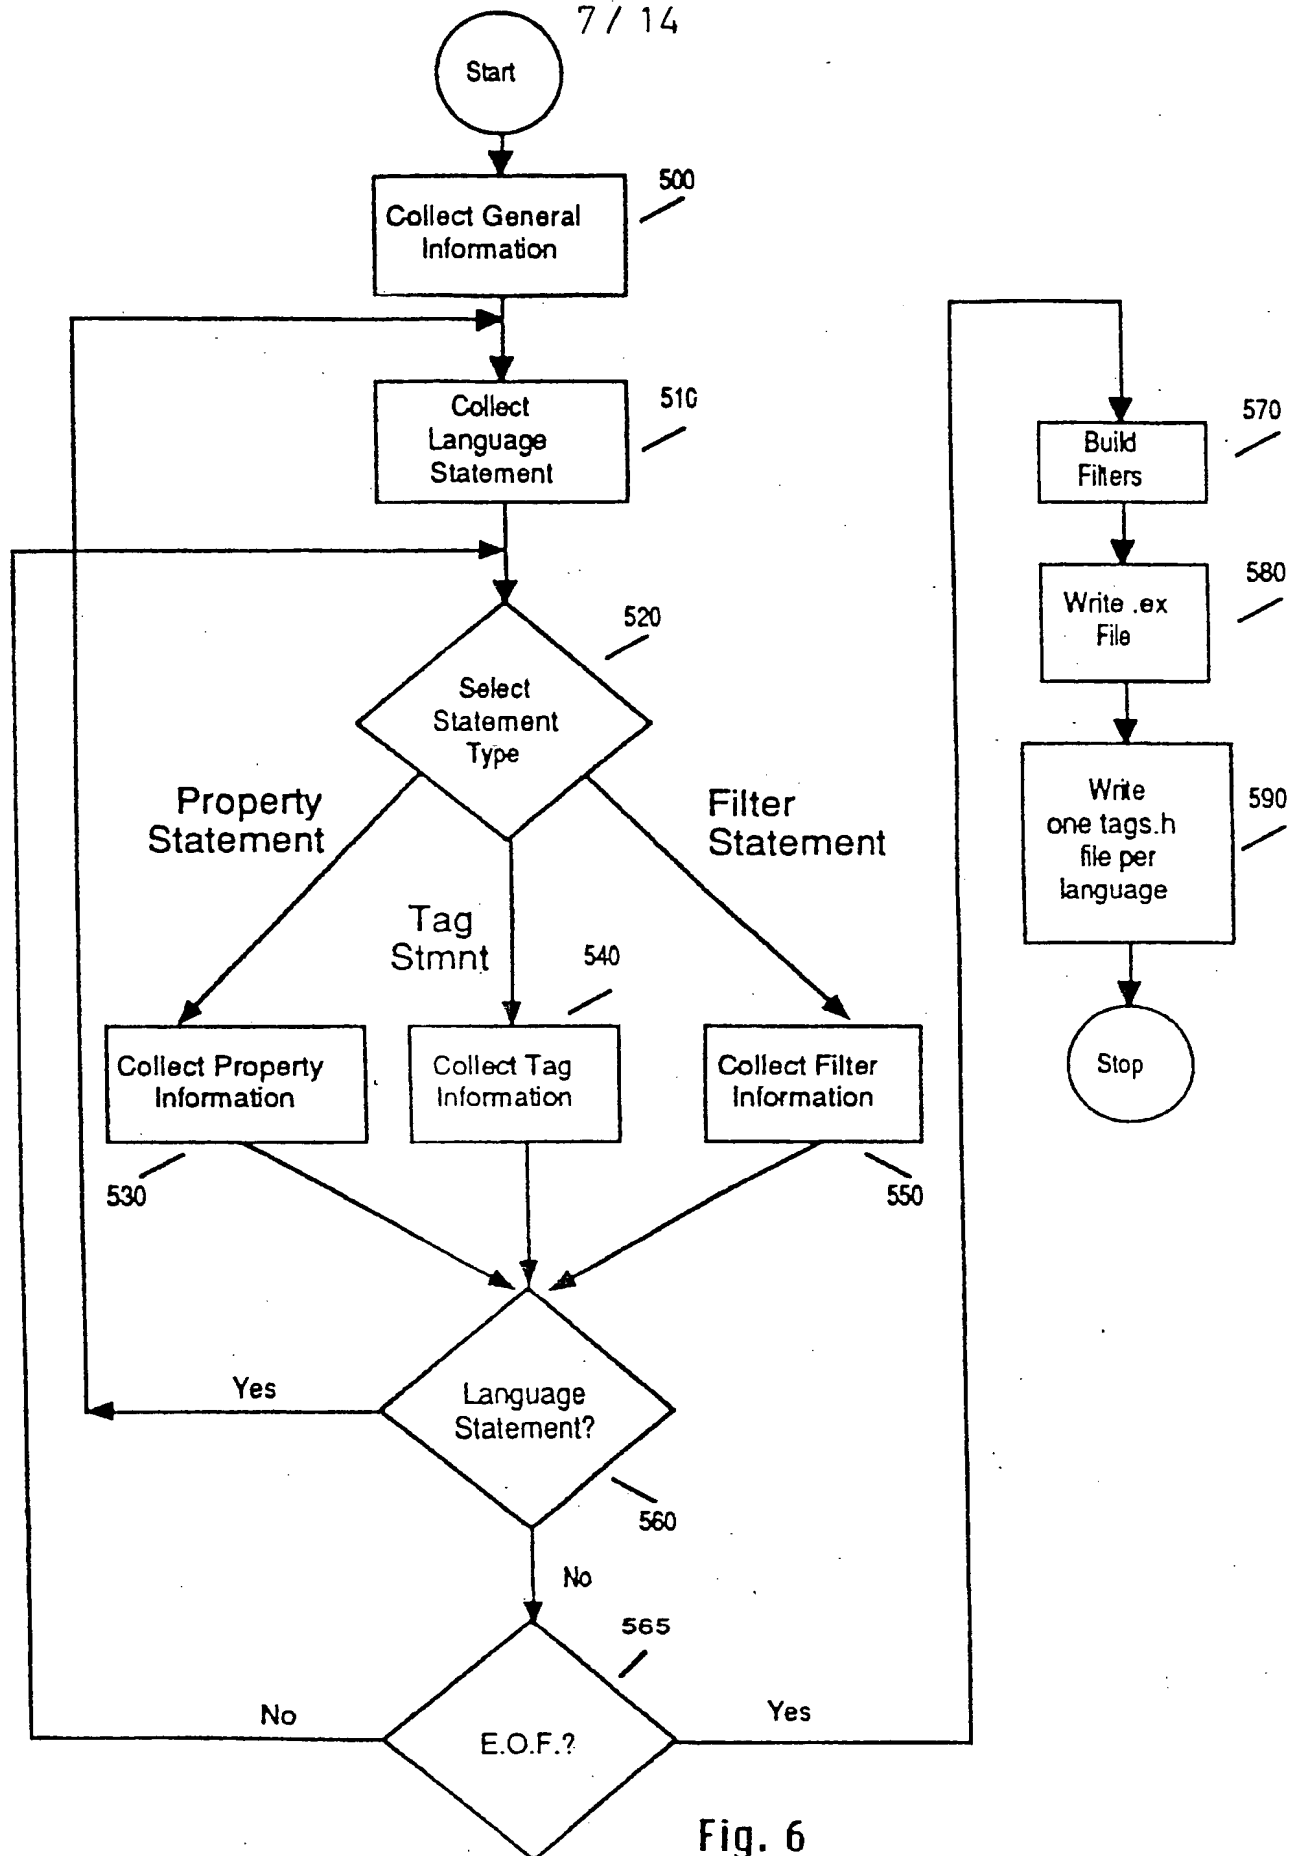 7/14
Start
500
Collect General
Information
510
Collect
Language
Statement
520
Select
Statement
Type
Property
Statement
Tag
Stmnt
Filter
Statement
540
Collect Property
Information
Collect Tag
Information
Collect Filter
Information
530
550
Yes
Language
Statement?
560
No
565
No
E.O.F.?
Yes
570
Build
Filters
580
Write .ex
File
590
Write
one tags.h
file per
language
Stop
Fig. 6